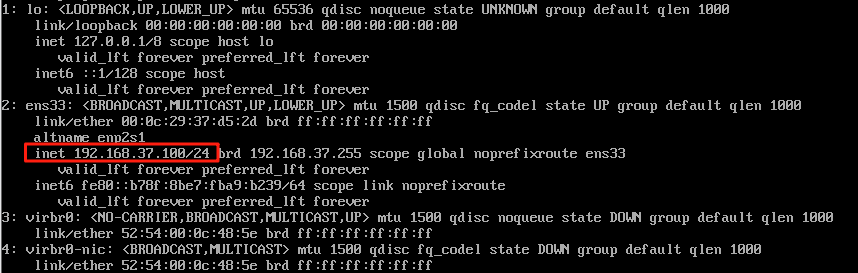 1: lo: <LOOPBACK,UP,LOWER_UP> mtu 65536 qdisc noqueue state UNKNOWN group default qlen 1000
link/loopback 00:00:00:00:00:00 brd 00:00:00:00:00:00
inet 127.0.0.1/8 scope host lo
valid_lft forever preferred_lft forever
inet6 ::1/128 scope host
valid_lft forever preferred_lft forever
2: ens33: <BROADCAST,MULTICAST,UP,LOWER_UP> mtu 1500 qdisc fq_codel state UP group default qlen 1000
link/ether 00:0c:29:37:d5:2d brd ff:ff:ff:ff:ff:ff
altname enp2s1
inet 192.168.37.100/24 brd 192.168.37.255 scope global noprefixroute ens33
valid_lft forever preferred_lft forever
inet6 fe80::b78f:8be7:fba9:b239/64 scope link noprefixroute
valid_lft forever preferred_lft forever
3: virbr0: <NO-CARRIER,BROADCAST,MULTICAST,UP> mtu 1500 qdisc noqueue state DOWN group default qlen 1000
link/ether 52:54:00:0c:48:5e brd ff:ff:ff:ff:ff:ff
4: virbr0-nic: <BROADCAST,MULTICAST> mtu 1500 qdisc fq_codel state DOWN group default qlen 1000
link/ether 52:54:00:0c:48:5e brd ff:ff:ff:ff:ff:ff